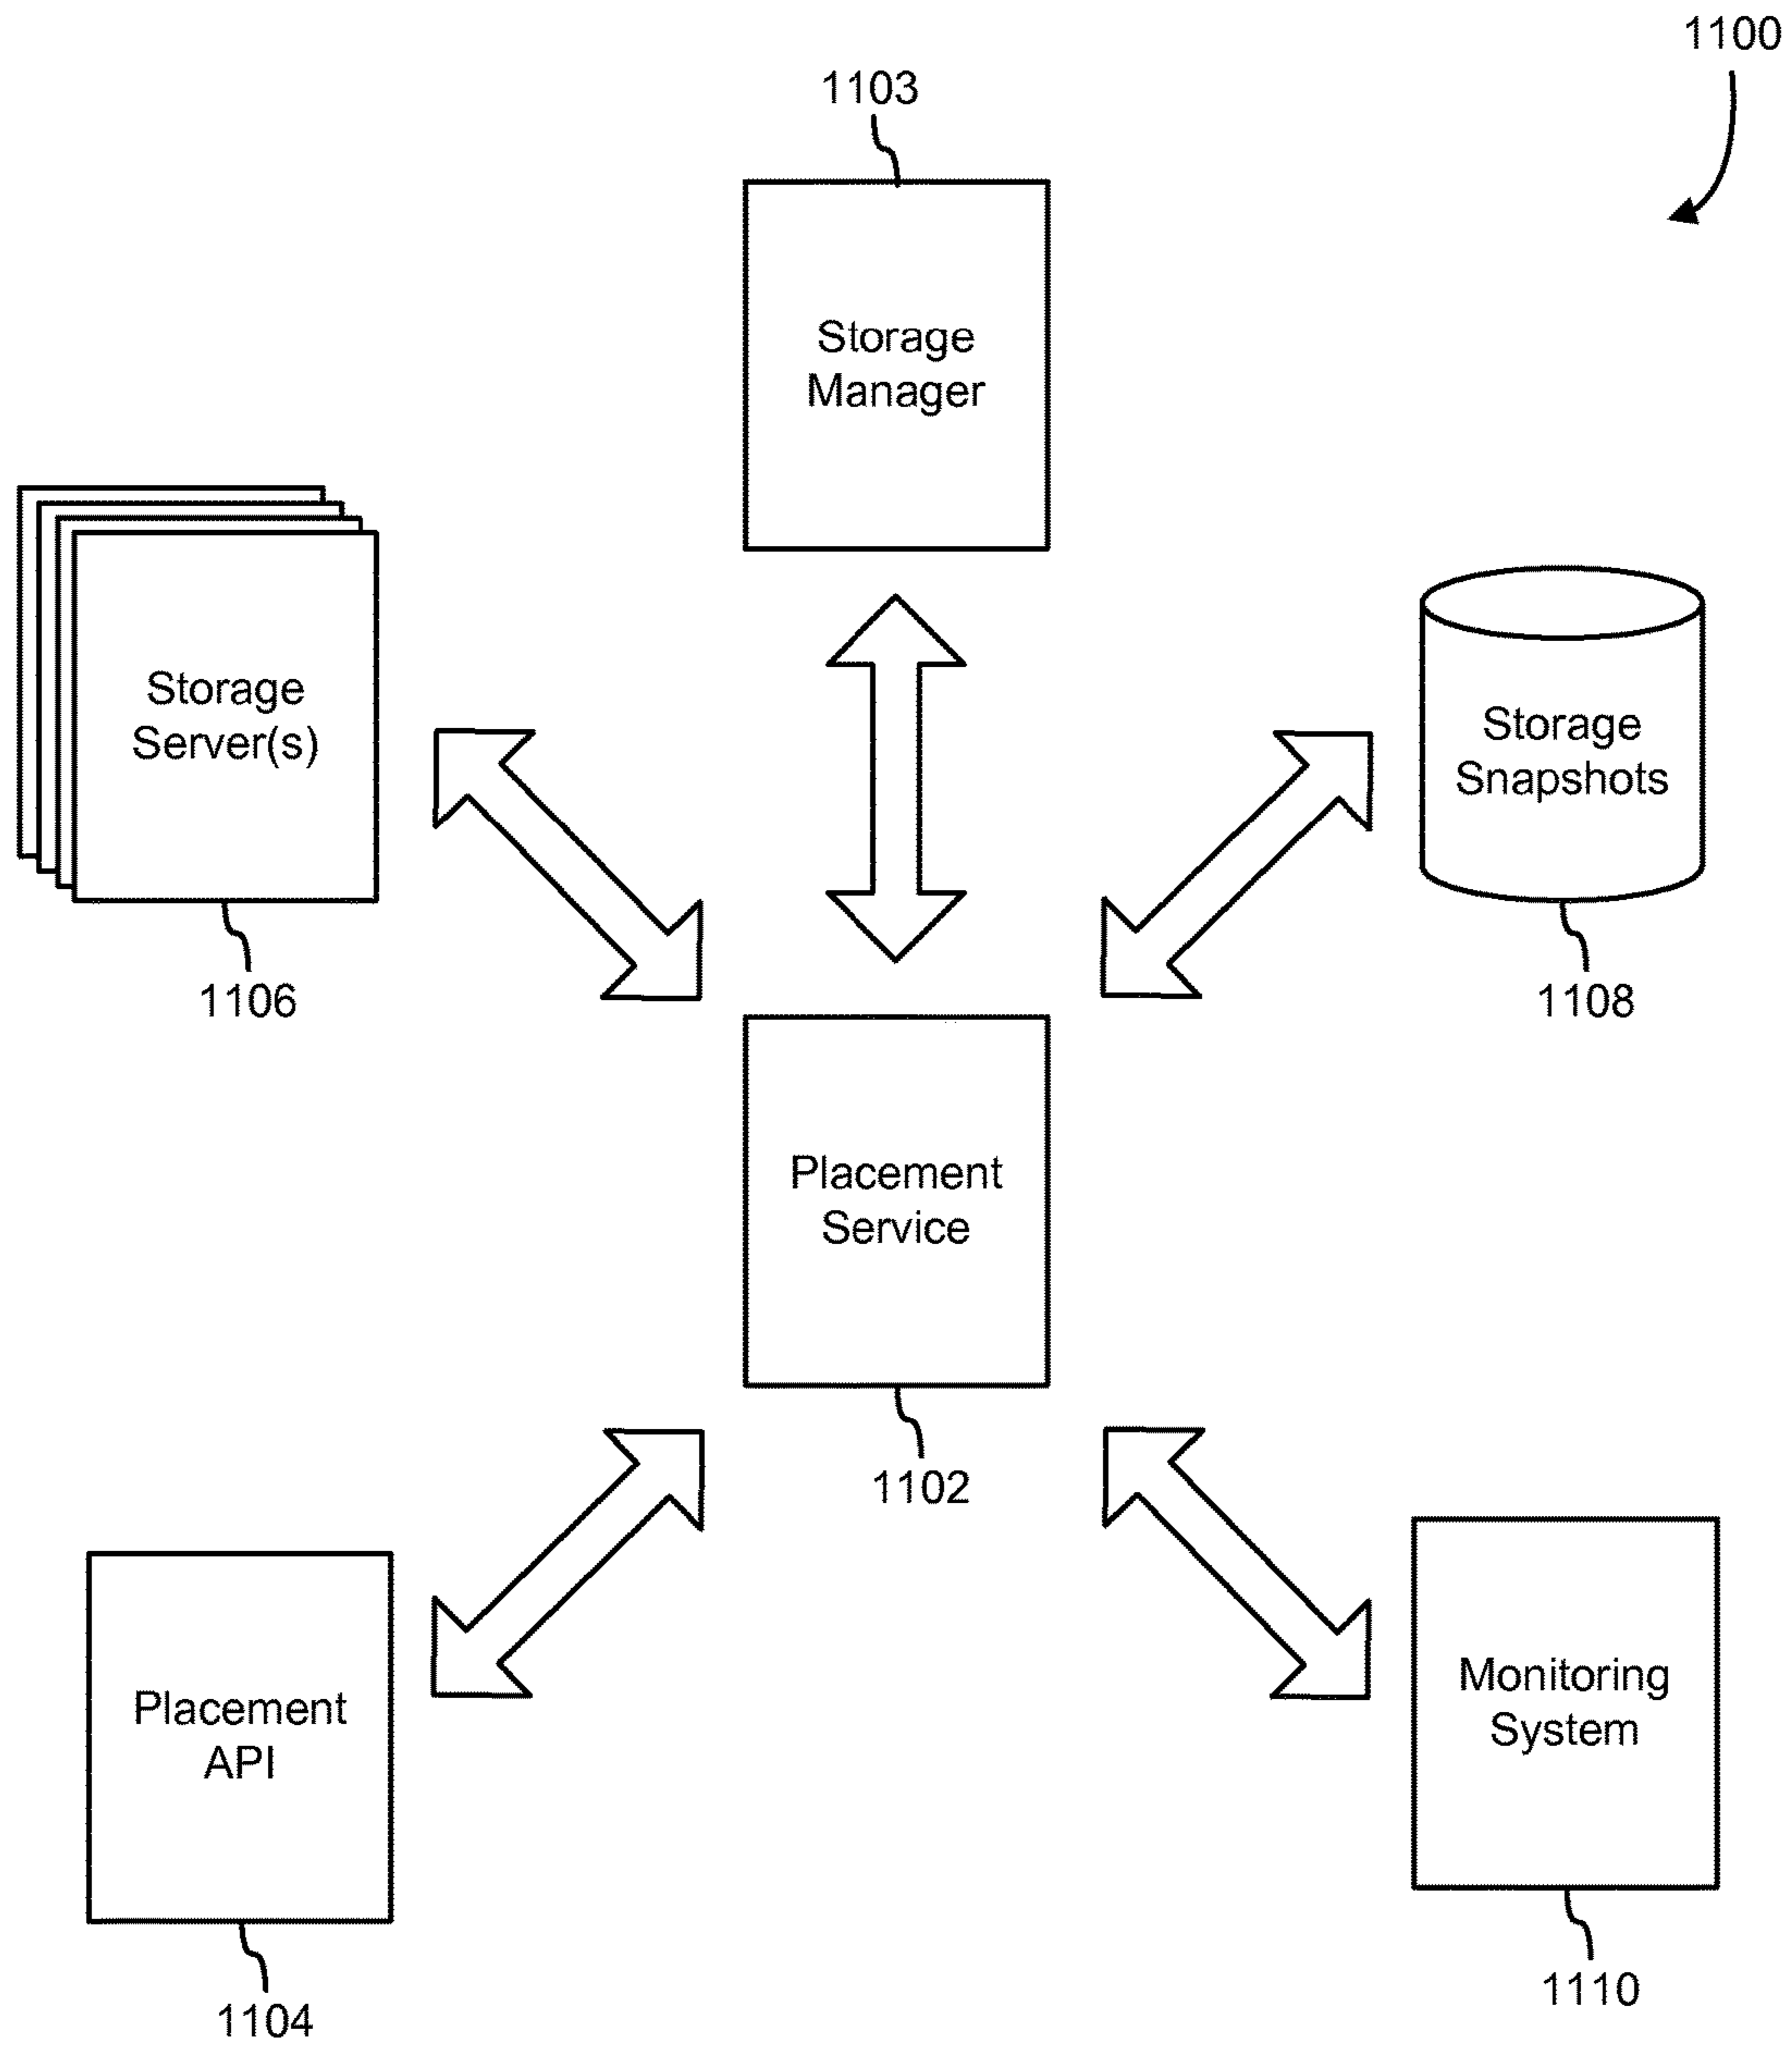 1100
1103
Storage
Manager
Storage
Server(s)
1106
Storage
Snapshots
1108
Placement
Service
1102
Placement
API
1104
Monitoring
System
1110